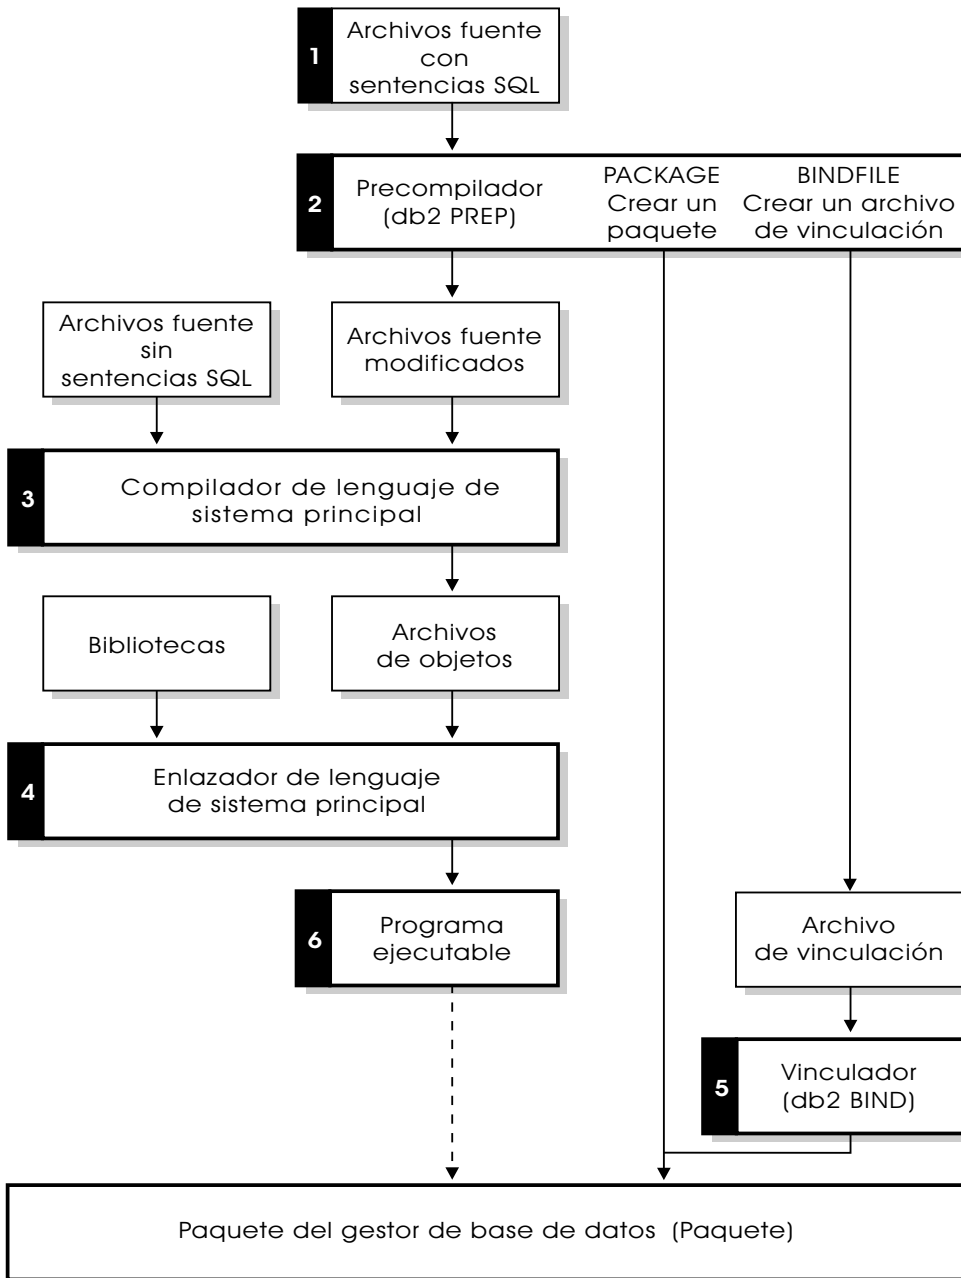 1
Archivos fuente
con
sentencias SQL
2
Precompilador
(db2 PREP)
PACKAGE
Crear un
paquete
BINDFILE
Crear un archivo
de vinculación
Archivos fuente
sin
sentencias SQL
Archivos fuente
modificados
3
Compilador de lenguaje de
sistema principal
Bibliotecas
Archivos
de objetos
4
Enlazador de lenguaje
de sistema principal
6
Programa
ejecutable
Archivo
de vinculación
5
Vinculador
(db2 BIND)
Paquete del gestor de base de datos (Paquete)